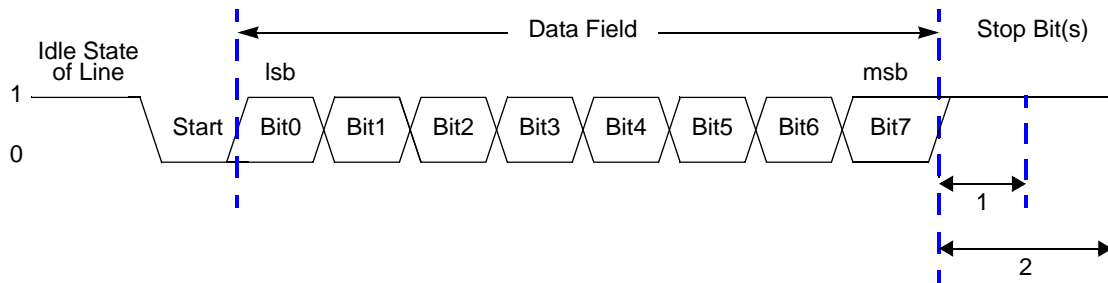 Data Field
Stop Bit(s)
Idle State
of Line
lsb
msb
1
Start
Bit0
Bit1
Bit2
Bit3
Bit4
Bit5
Bit6
Bit7
0
1
2